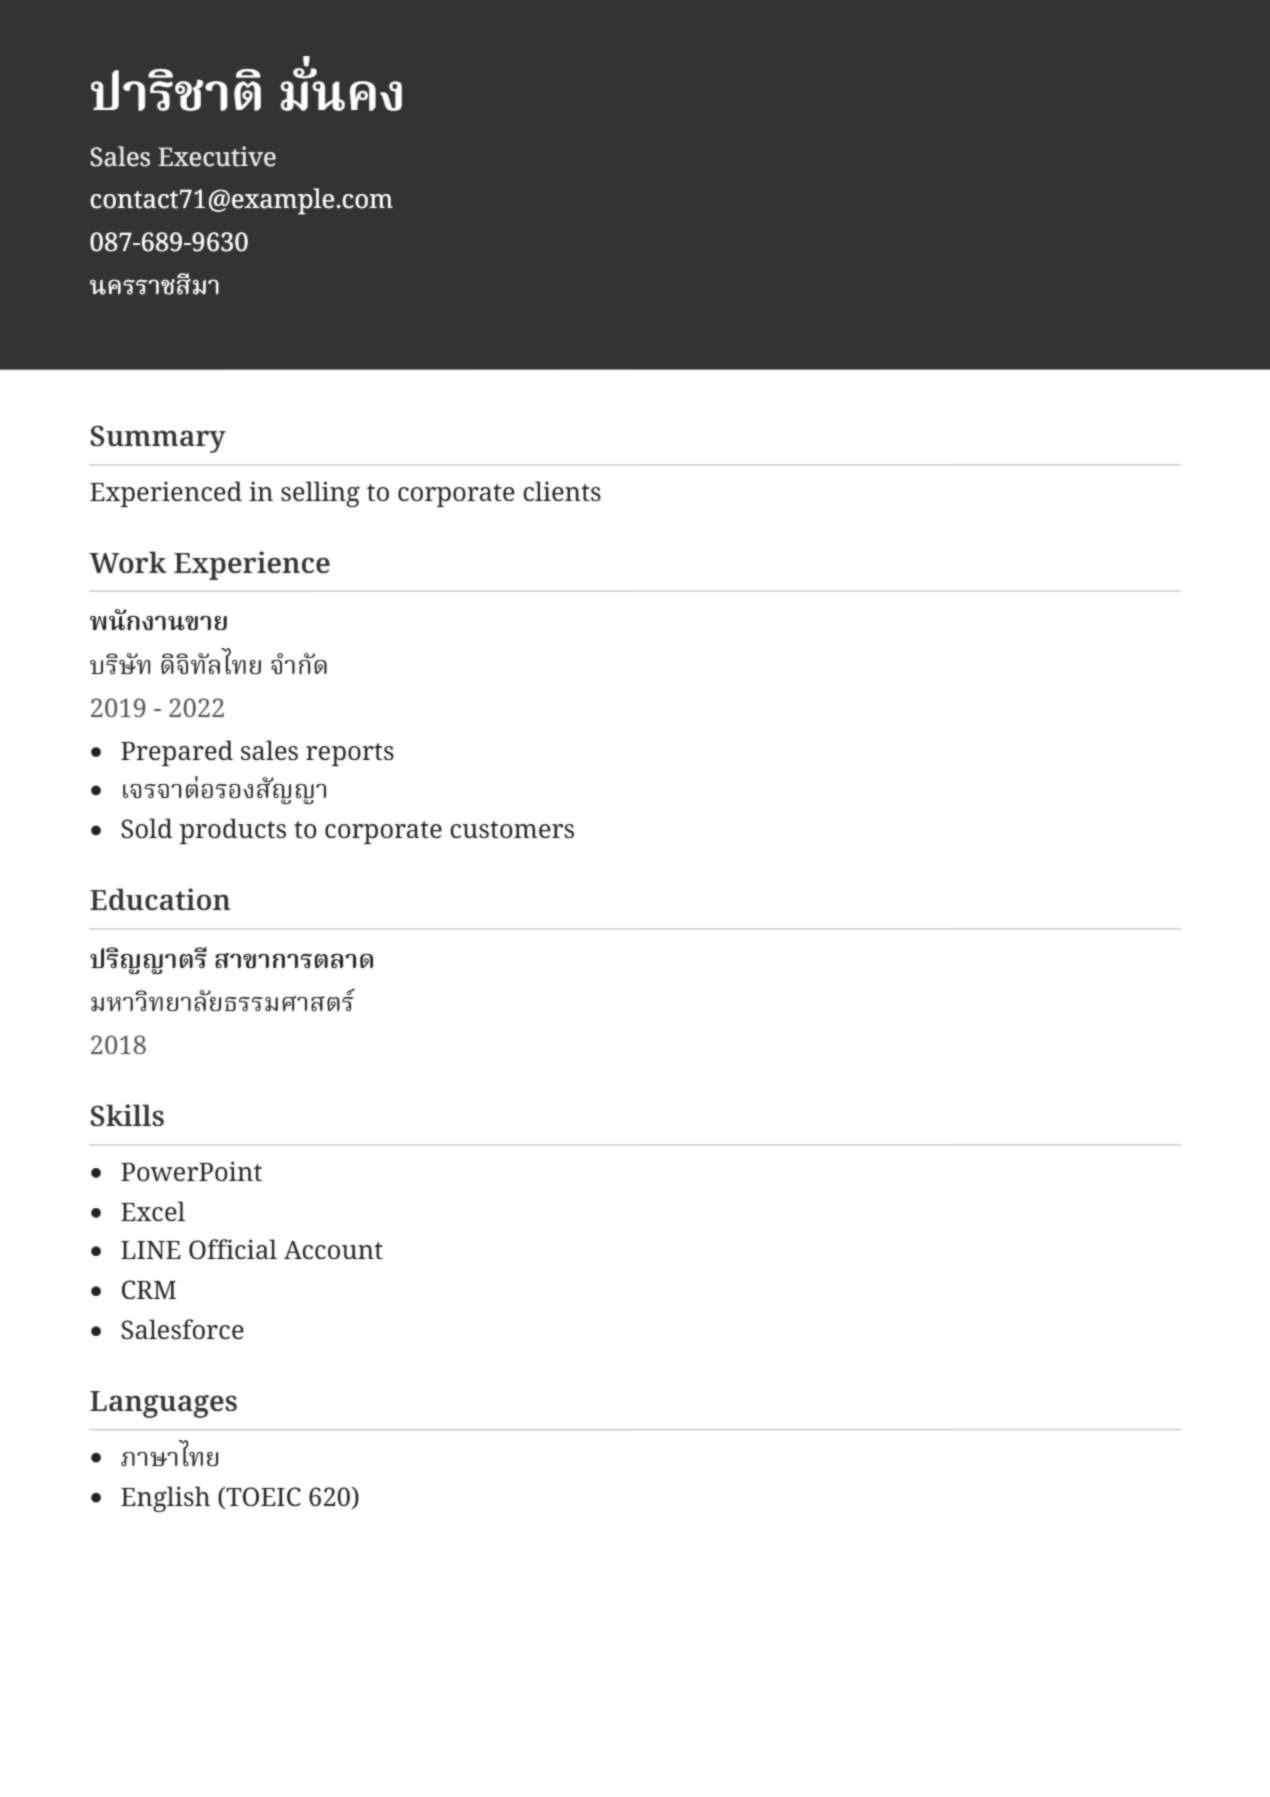 ปาริชาติ มั่นคง
Sales Executive
contact71@example.com
087-689-9630
นครราชสีมา
Summary
Experienced in selling to corporate clients
Work Experience
พนักงานขาย
บริษัท ดิจิทัลไทย จำกัด
2019 - 2022
• Prepared sales reports
• เจรจาต่อรองสัญญา
• Sold products to corporate customers
Education
ปริญญาตรี สาขาการตลาด
มหาวิทยาลัยธรรมศาสตร์
2018
Skills
• PowerPoint
• Excel
• LINE Official Account
• CRM
• Salesforce
Languages
• ภาษาไทย
• English (TOEIC 620)